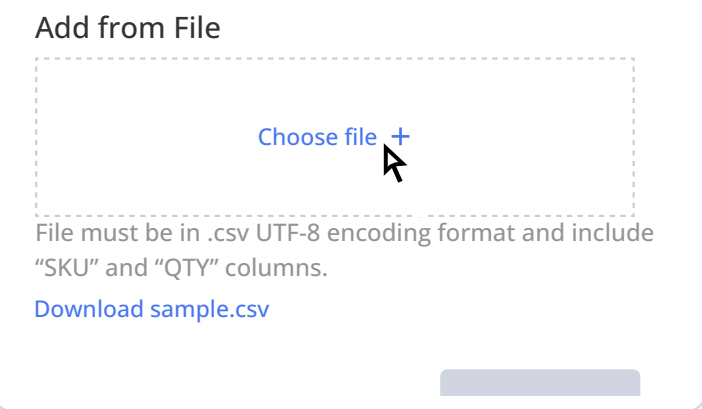 Add from File
Choose file +
File must be in .csv UTF-8 encoding format and include
“SKU” and “QTY” columns.
Download sample.csv